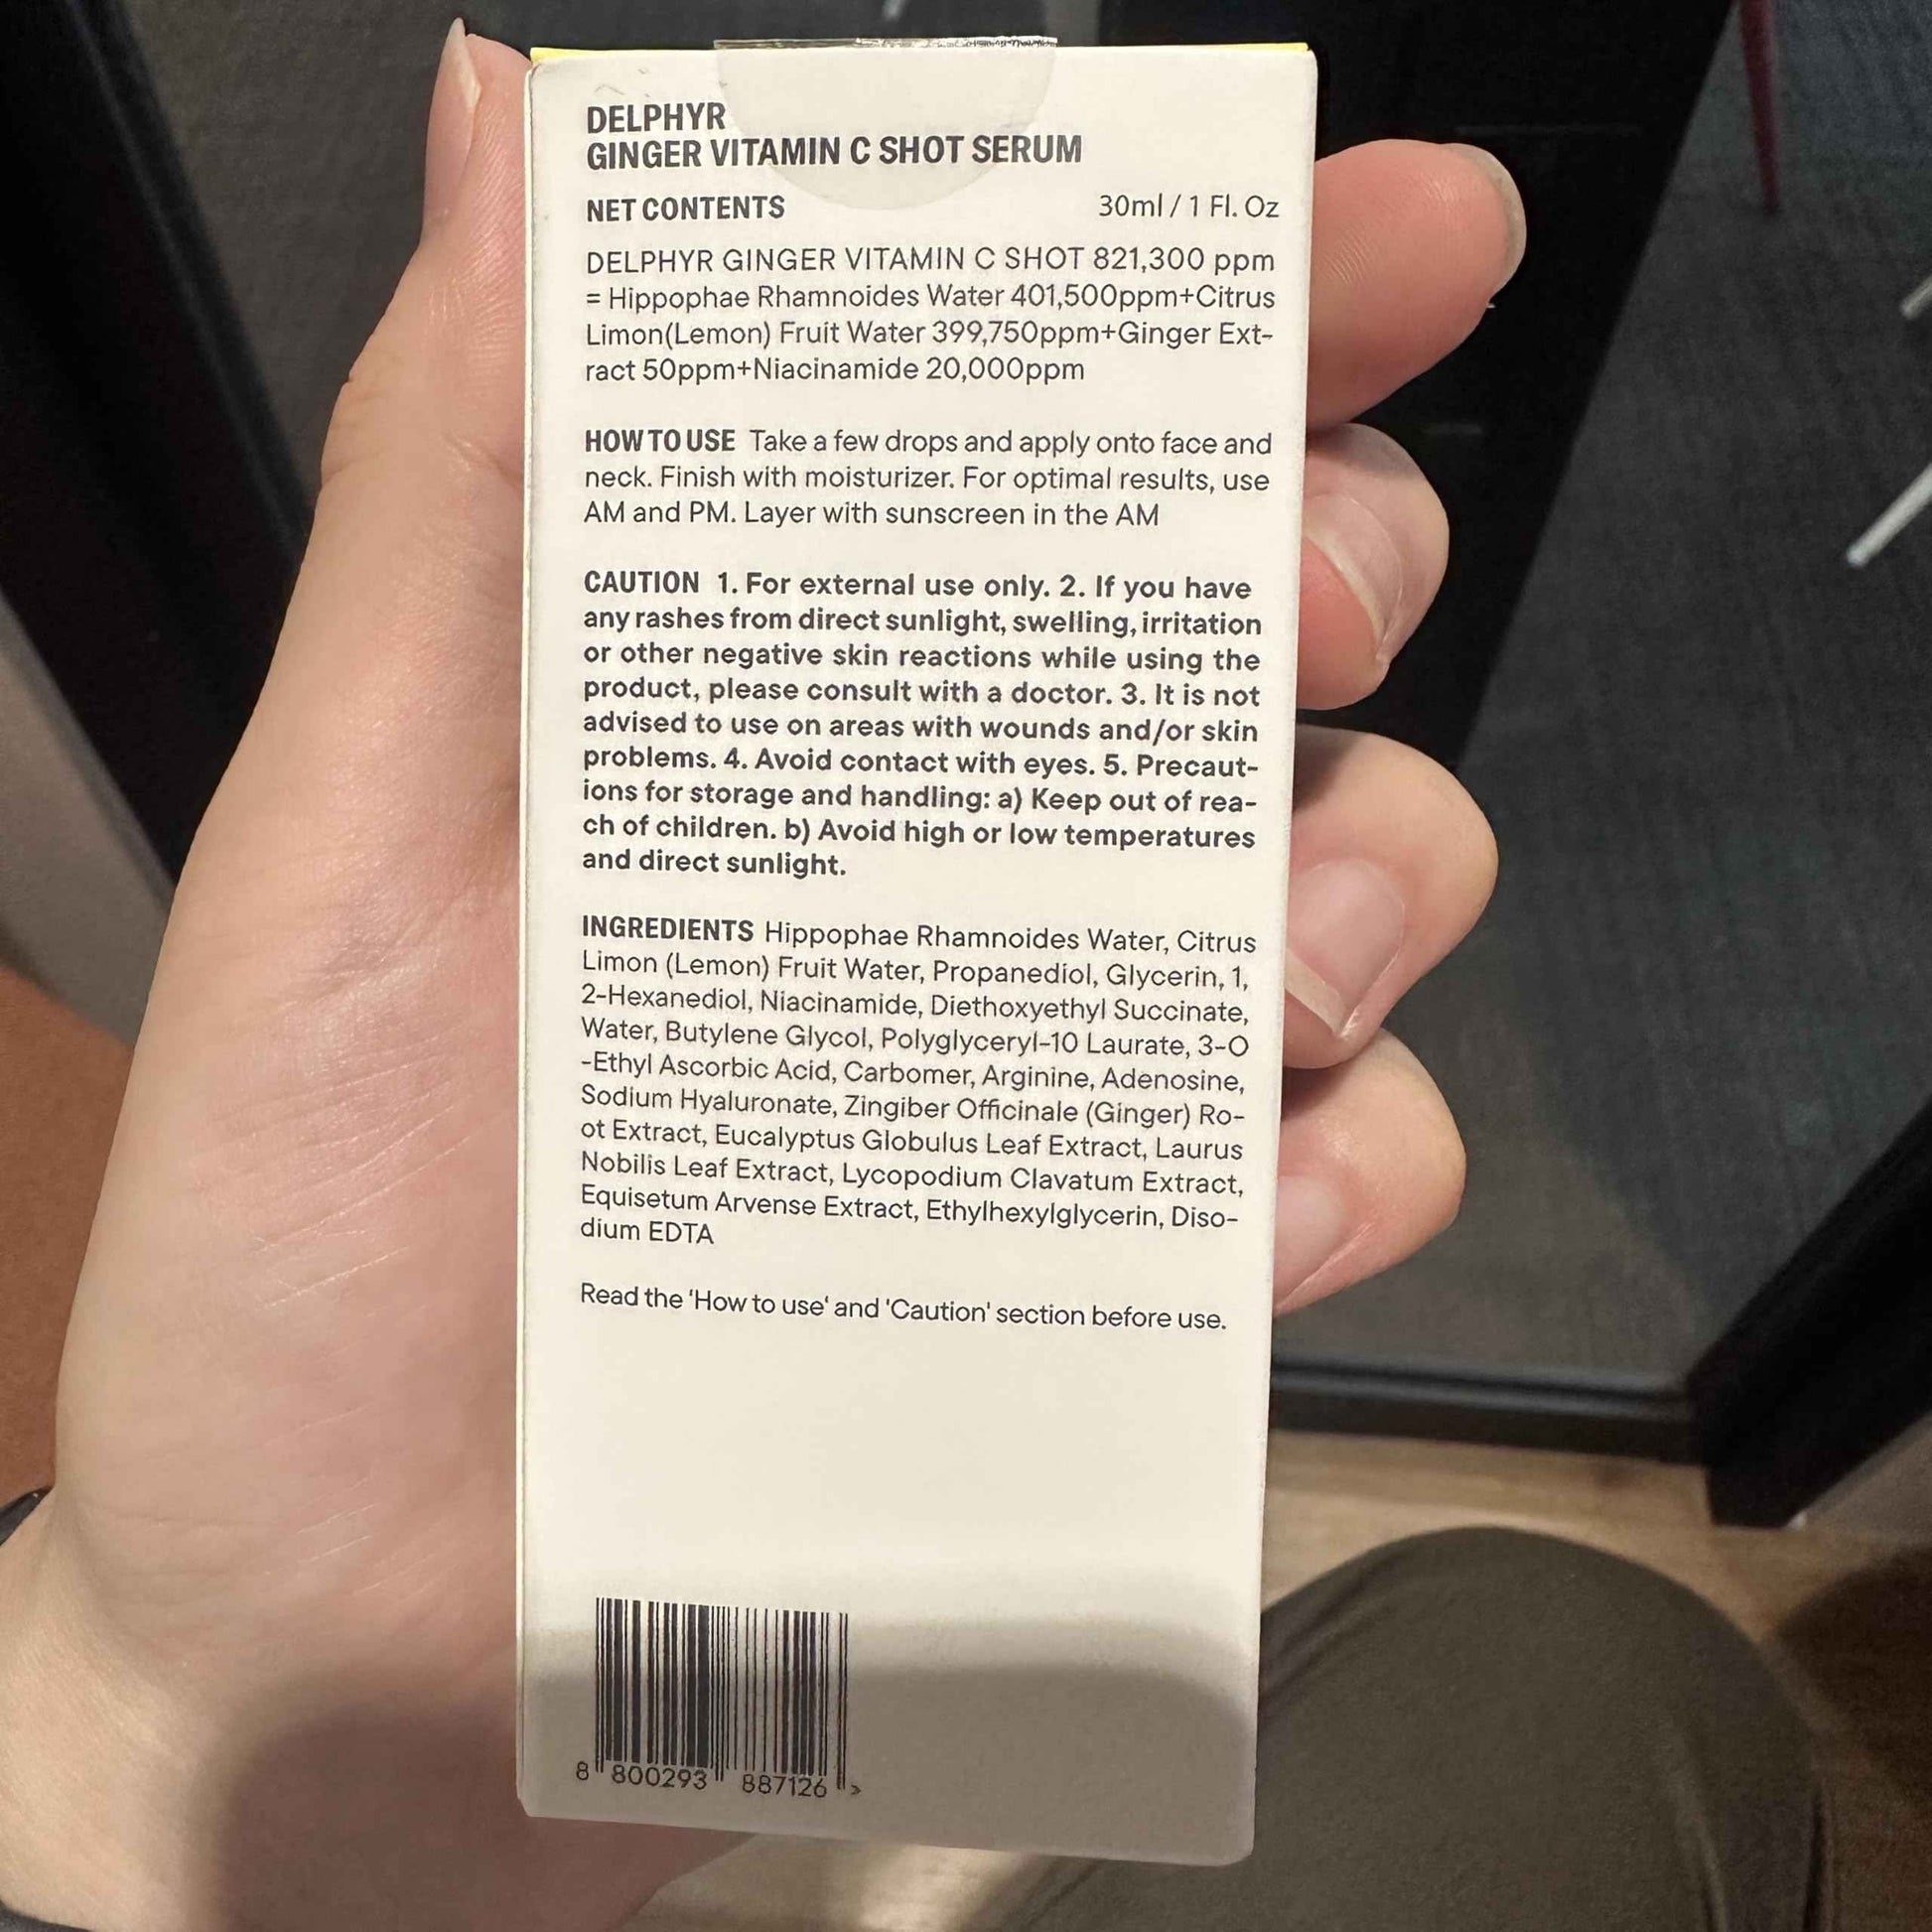 DELPHYR
GINGER VITAMIN C SHOT SERUM
NET CONTENTS 30ml / 1 Fl. Oz
DELPHYR GINGER VITAMIN C SHOT 821,300 ppm
= Hippophae Rhamnoides Water 401,500ppm+Citrus
Limon(Lemon) Fruit Water 399,750ppm+Ginger Ext-
ract 50ppm+Niacinamide 20,000ppm
HOW TO USE Take a few drops and apply onto face and
neck. Finish with moisturizer. For optimal results, use
AM and PM. Layer with sunscreen in the AM
CAUTION 1. For external use only. 2. If you have
any rashes from direct sunlight, swelling, irritation
or other negative skin reactions while using the
product, please consult with a doctor. 3. It is not
advised to use on areas with wounds and/or skin
problems. 4. Avoid contact with eyes. 5. Precaut-
ions for storage and handling: a) Keep out of rea-
ch of children. b) Avoid high or low temperatures
and direct sunlight.
INGREDIENTS Hippophae Rhamnoides Water, Citrus
Limon (Lemon) Fruit Water, Propanediol, Glycerin, 1,
2-Hexanediol, Niacinamide, Diethoxyethyl Succinate,
Water, Butylene Glycol, Polyglyceryl-10 Laurate, 3-O
-Ethyl Ascorbic Acid, Carbomer, Arginine, Adenosine,
Sodium Hyaluronate, Zingiber Officinale (Ginger) Ro-
ot Extract, Eucalyptus Globulus Leaf Extract, Laurus
Nobilis Leaf Extract, Lycopodium Clavatum Extract,
Equisetum Arvense Extract, Ethylhexylglycerin, Diso-
dium EDTA
Read the 'How to use' and 'Caution' section before use.
8 800293 887126 >